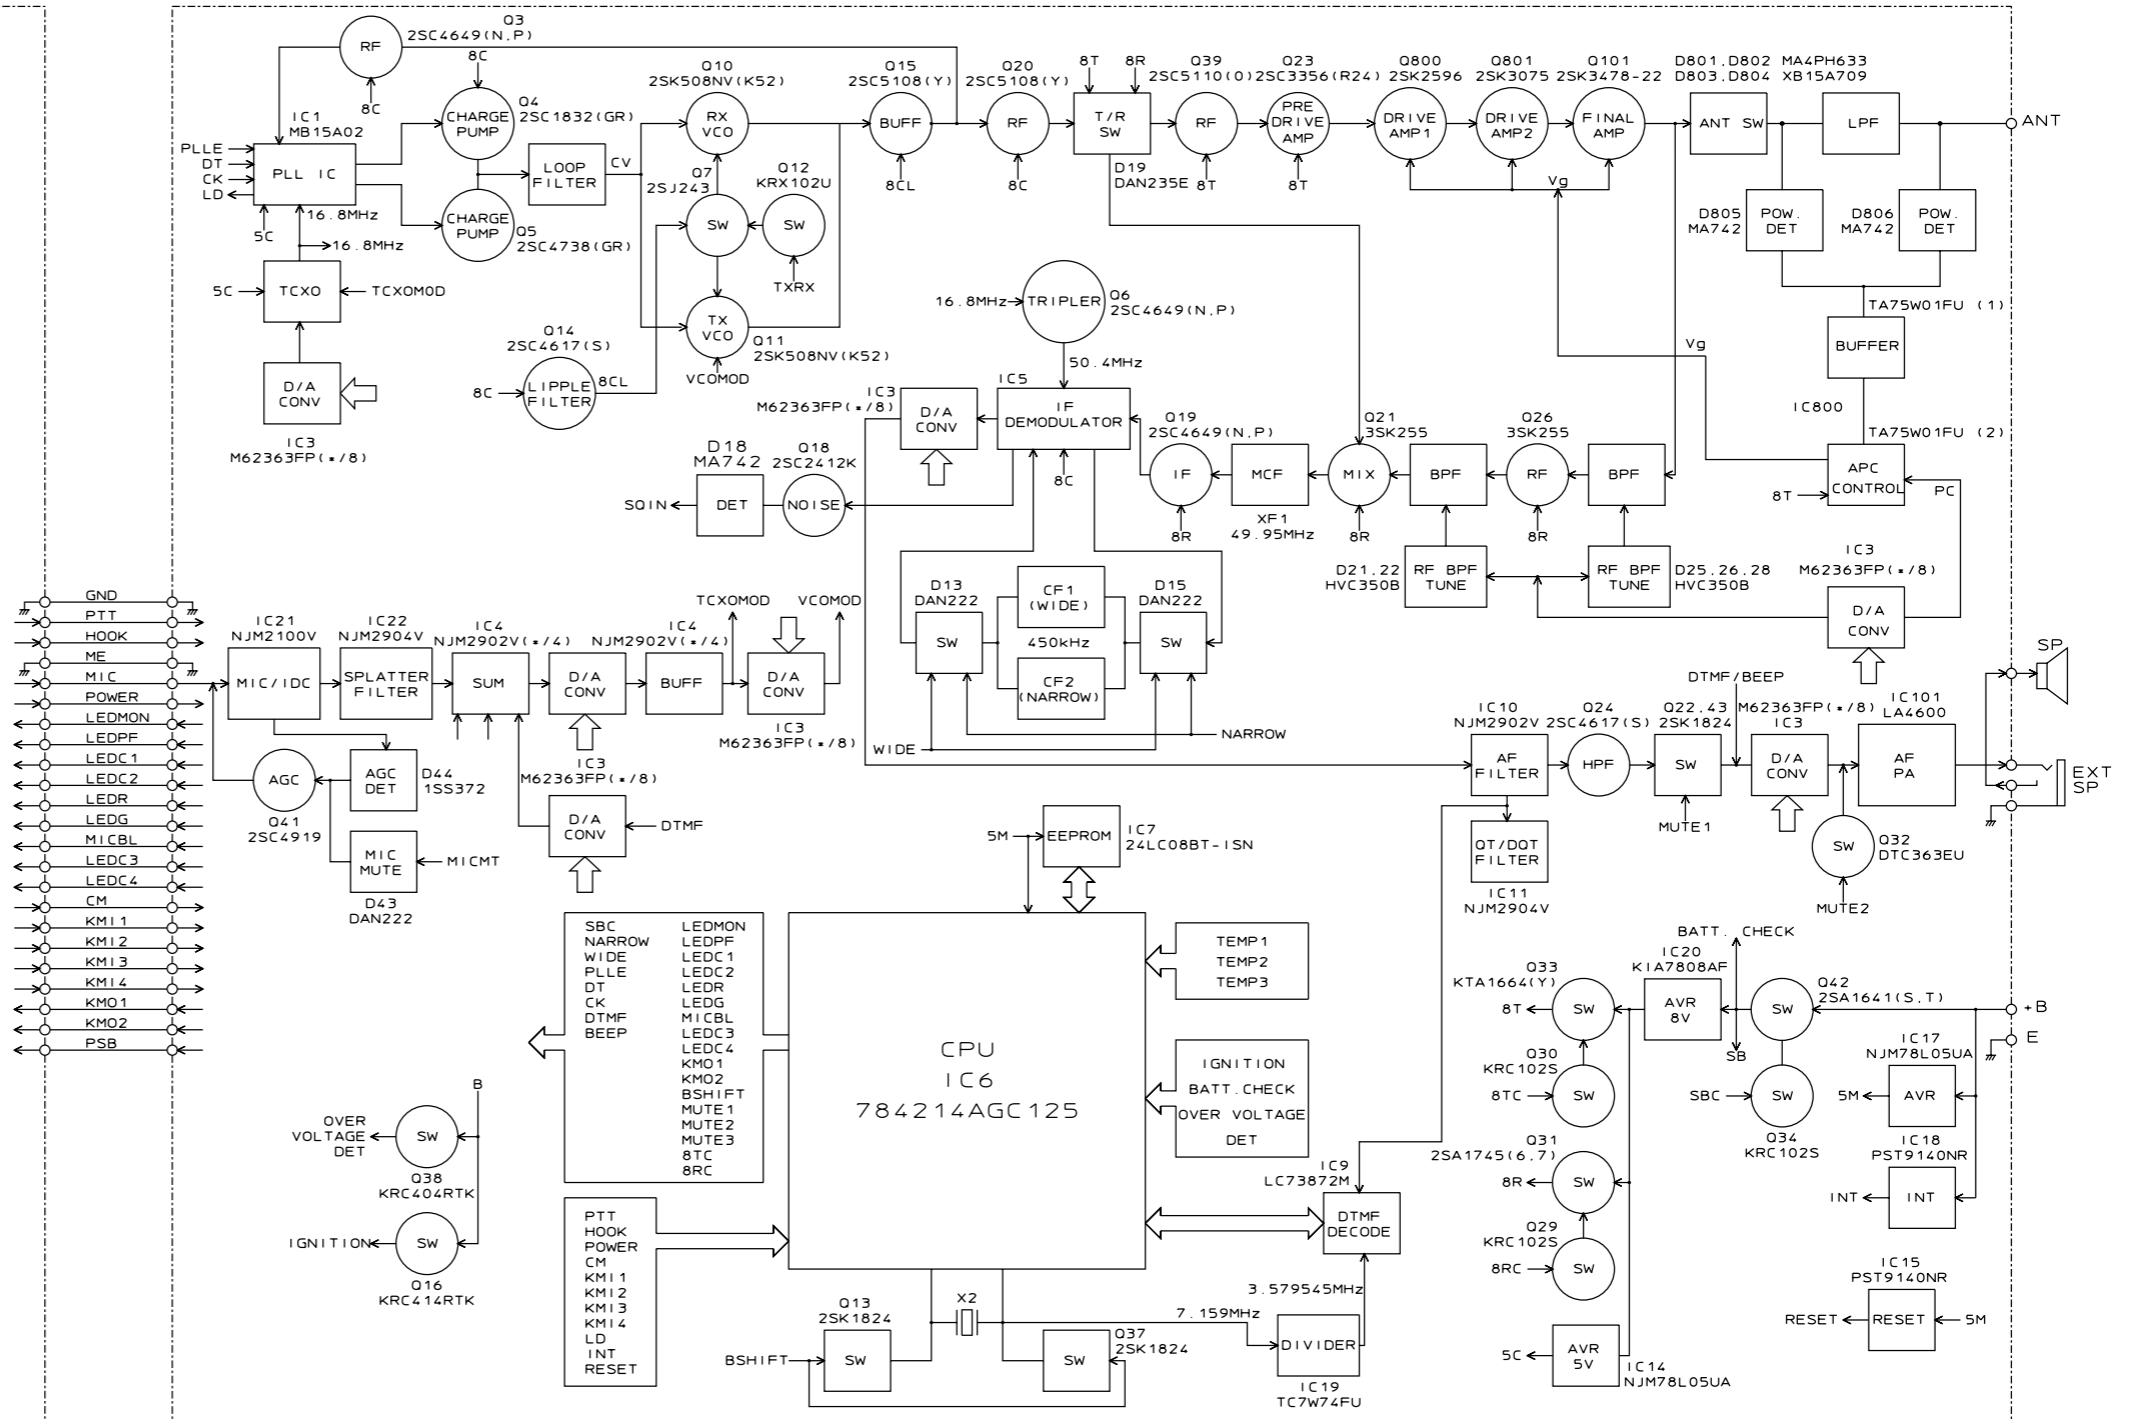 Q3
2SC4649(N,P)
RF
8C
8C
IC1
MB15A02
PLLE
DT
CK
LD
PLL IC
5C
16.8MHz
16.8MHz
5C
TCXO
TCXOMOD
D/A
CONV
IC3
M62363FP(*/8)
CHARGE
PUMP
Q4
2SC1832(GR)
CHARGE
PUMP
Q5
2SC4738(GR)
LOOP
FILTER
CV
Q10
2SK508NV(K52)
RX
VCO
Q7
2SJ243
SW
Q12
KRX102U
SW
TXRX
TX
VCO
Q11
2SK508NV(K52)
VCOMOD
Q14
2SC4617(S)
8C
LIPPLE
FILTER
8CL
Q15
2SC5108(Y)
BUFF
8CL
Q20
2SC5108(Y)
RF
8C
8T
8R
T/R
SW
D19
DAN235E
Q39
2SC5110(O)
RF
8T
Q23
2SC3356(R24)
PRE
DRIVE
AMP
8T
Q800
2SK2596
DRIVE
AMP1
Q801
2SK3075
DRIVE
AMP2
Q101
2SK3478-22
FINAL
AMP
Vg
D801,D802 MA4PH633
D803,D804 XB15A709
ANT SW
LPF
ANT
D805
MA742
POW.
DET
D806
MA742
POW.
DET
TA75W01FU (1)
BUFFER
Vg
IC800
TA75W01FU (2)
APC
CONTROL
8T
PC
16.8MHz
TRIPLER
Q6
2SC4649(N,P)
50.4MHz
IC5
IF
DEMODULATOR
8C
IC3
M62363FP(*/8)
D/A
CONV
D18
MA742
Q18
2SC2412K
SQIN
DET
NOISE
Q19
2SC4649(N,P)
IF
8R
MCF
XF1
49.95MHz
Q21
3SK255
MIX
8R
BPF
Q26
3SK255
RF
8R
BPF
D21,22
HVC350B
RF BPF
TUNE
RF BPF
TUNE
D25,26,28
HVC350B
IC3
M62363FP(*/8)
D/A
CONV
D13
DAN222
SW
CF1
(WIDE)
450kHz
CF2
(NARROW)
D15
DAN222
SW
WIDE
NARROW
GND
PTT
HOOK
ME
MIC
POWER
LEDMON
LEDPF
LEDC1
LEDC2
LEDR
LEDG
MICBL
LEDC3
LEDC4
CM
KMI1
KMI2
KMI3
KMI4
KMO1
KMO2
PSB
IC21
NJM2100V
MIC/IDC
IC22
NJM2904V
SPLATTER
FILTER
IC4
NJM2902V(*/4)
SUM
D/A
CONV
IC3
M62363FP(*/8)
IC4
NJM2902V(*/4)
BUFF
TCXOMOD
VCOMOD
D/A
CONV
IC3
M62363FP(*/8)
AGC
Q41
2SC4919
AGC
DET
D44
1SS372
MIC
MUTE
MICMT
D43
DAN222
D/A
CONV
DTMF
IC10
NJM2902V
AF
FILTER
Q24
2SC4617(S)
HPF
Q22,43
2SK1824
SW
MUTE1
DTMF/BEEP
M62363FP(*/8)
IC3
D/A
CONV
IC101
LA4600
AF
PA
SP
EXT
SP
Q32
DTC363EU
SW
MUTE2
QT/DQT
FILTER
IC11
NJM2904V
5M
EEPROM
IC7
24LC08BT-ISN
SBC
NARROW
WIDE
PLLE
DT
CK
DTMF
BEEP
LEDMON
LEDPF
LEDC1
LEDC2
LEDR
LEDG
MICBL
LEDC3
LEDC4
KMO1
KMO2
BSHIFT
MUTE1
MUTE2
MUTE3
8TC
8RC
CPU
IC6
784214AGC125
TEMP1
TEMP2
TEMP3
IGNITION
BATT.CHECK
OVER VOLTAGE
DET
B
OVER
VOLTAGE
DET
SW
Q38
KRC404RTK
IGNITION
SW
Q16
KRC414RTK
PTT
HOOK
POWER
CM
KMI1
KMI2
KMI3
KMI4
LD
INT
RESET
IC9
LC73872M
DTMF
DECODE
3.579545MHz
7.159MHz
DIVIDER
IC19
TC7W74FU
X2
Q13
2SK1824
BSHIFT
SW
Q37
2SK1824
SW
BATT. CHECK
IC20
KIA7808AF
Q33
KTA1664(Y)
8T
SW
AVR
8V
SB
SW
Q42
2SA1641(S,T)
+B
E
Q30
KRC102S
8TC
SW
SBC
SW
Q34
KRC102S
IC17
NJM78L05UA
5M
AVR
IC18
PST9140NR
INT
INT
Q31
2SA1745(6,7)
8R
SW
Q29
KRC102S
8RC
SW
5C
AVR
5V
IC14
NJM78L05UA
IC15
PST9140NR
RESET
RESET
5M